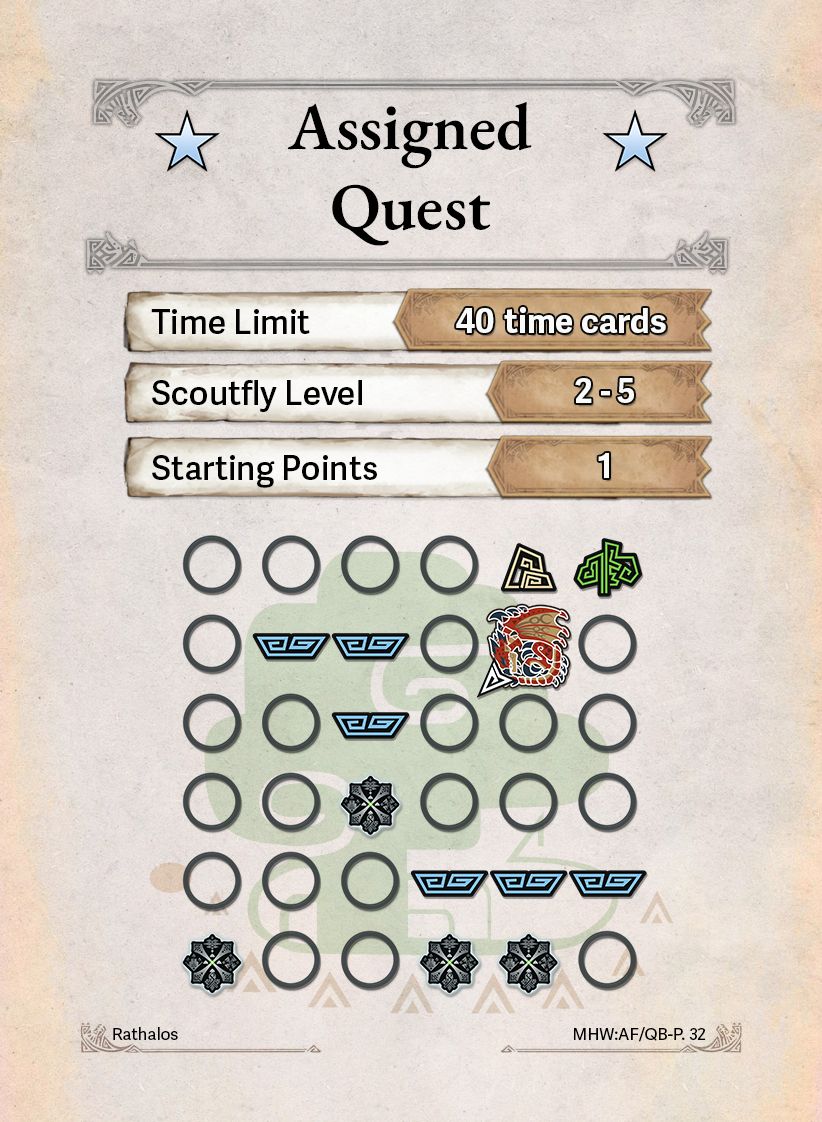 Assigned
Quest
Time Limit
40 time cards
Scoutfly Level
2 - 5
Starting Points
1
Rathalos
MHW:AF/QB-P. 32